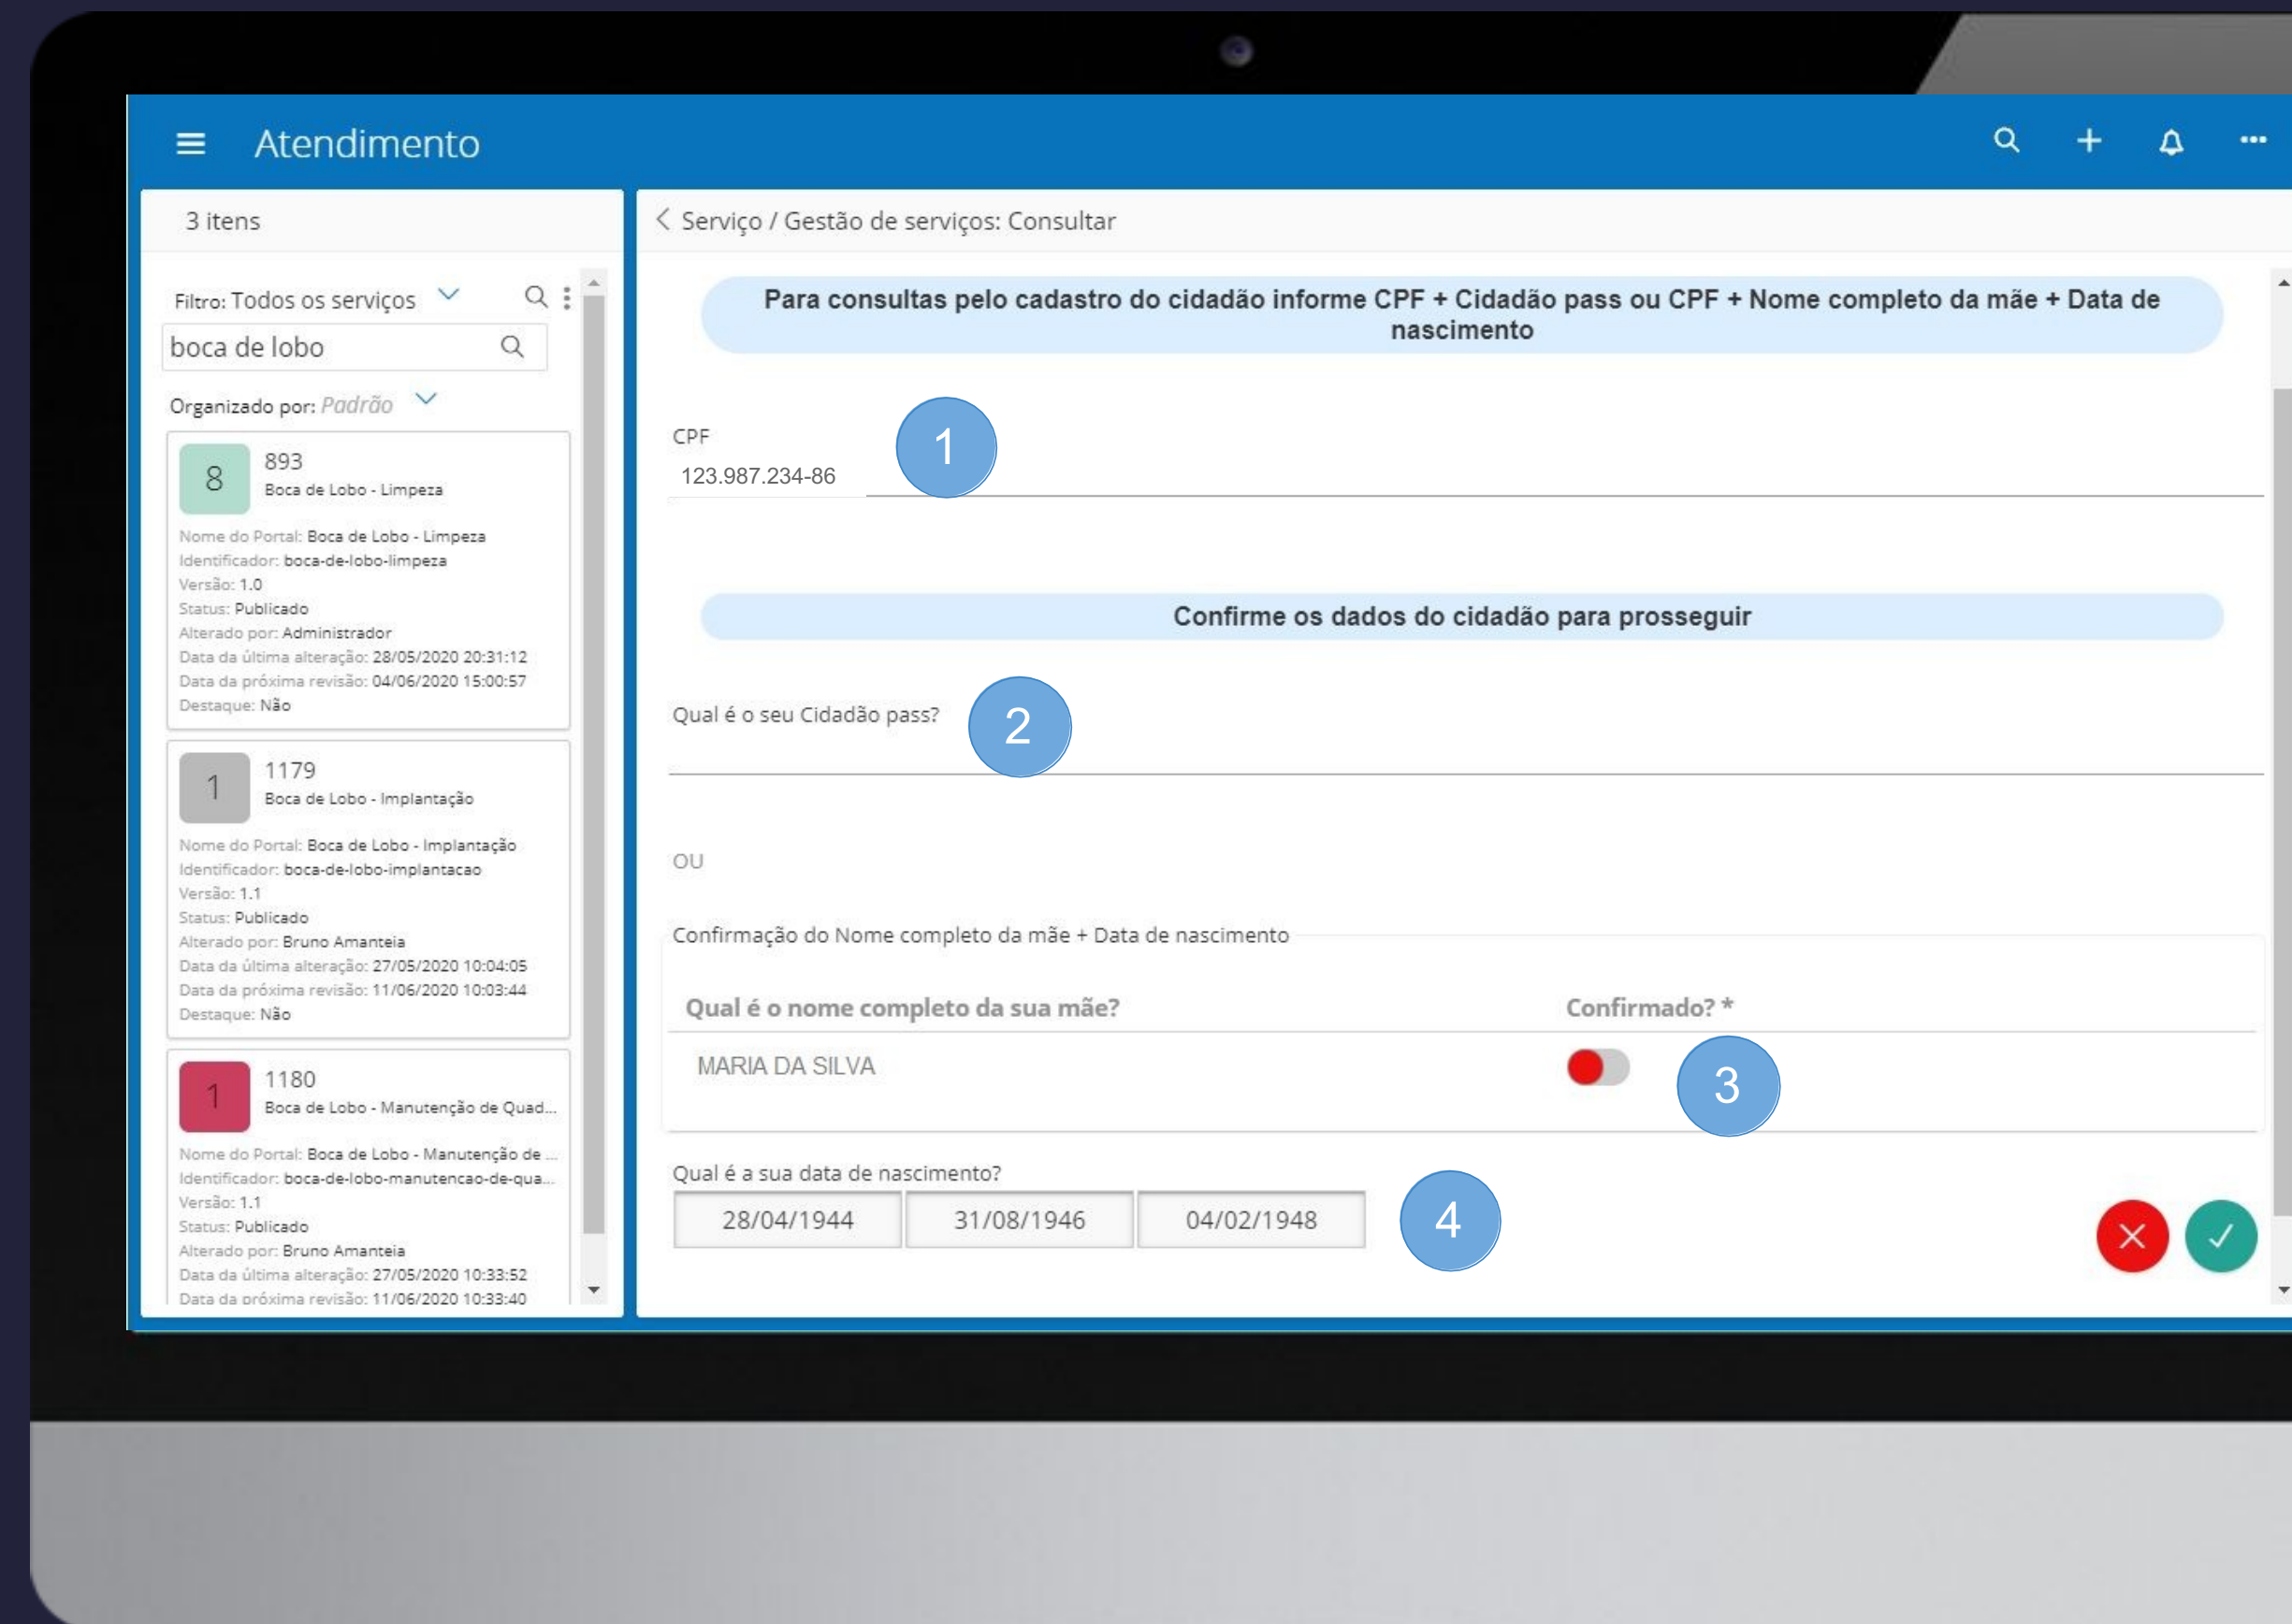 Atendimento
3 itens
Filtro: Todos os serviços
boca de lobo
Organizado por: Padrão
8
893
Boca de Lobo - Limpeza
Nome do Portal: Boca de Lobo - Limpeza
Identificador: boca-de-lobo-limpeza
Versão: 1.0
Status: Publicado
Alterado por: Administrador
Data da última alteração: 28/05/2020 20:31:12
Data da próxima revisão: 04/06/2020 15:00:57
Destaque: Não
1
1179
Boca de Lobo - Implantação
Nome do Portal: Boca de Lobo - Implantação
Identificador: boca-de-lobo-implantacao
Versão: 1.1
Status: Publicado
Alterado por: Bruno Amanteia
Data da última alteração: 27/05/2020 10:04:05
Data da próxima revisão: 11/06/2020 10:03:44
Destaque: Não
1
1180
Boca de Lobo - Manutenção de Quad...
Nome do Portal: Boca de Lobo - Manutenção de ...
Identificador: boca-de-lobo-manutencao-de-qua...
Versão: 1.1
Status: Publicado
Alterado por: Bruno Amanteia
Data da última alteração: 27/05/2020 10:33:52
Data da próxima revisão: 11/06/2020 10:33:40
Serviço / Gestão de serviços: Consultar
Para consultas pelo cadastro do cidadão informe CPF + Cidadão pass ou CPF + Nome completo da mãe + Data de
nascimento
CPF
1
123.987.234-86
Confirme os dados do cidadão para prosseguir
Qual é o seu Cidadão pass?
2
OU
Confirmação do Nome completo da mãe + Data de nascimento
Qual é o nome completo da sua mãe? Confirmado? *
MARIA DA SILVA
3
Qual é a sua data de nascimento?
28/04/1944 31/08/1946 04/02/1948
4